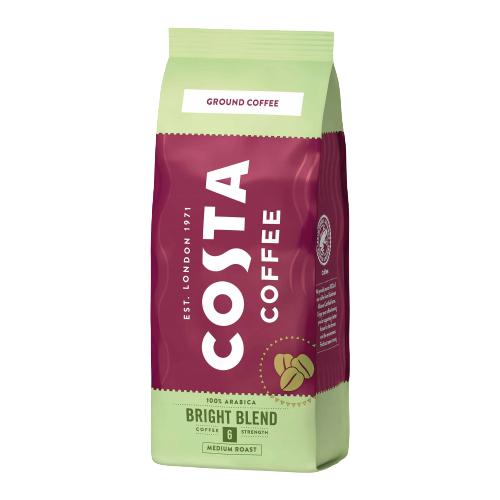 GROUND COFFEE
COSTA
COFFEE
EST. LONDON 1971
100% ARABICA
BRIGHT BLEND
COFFEE 6 STRENGTH
MEDIUM ROAST